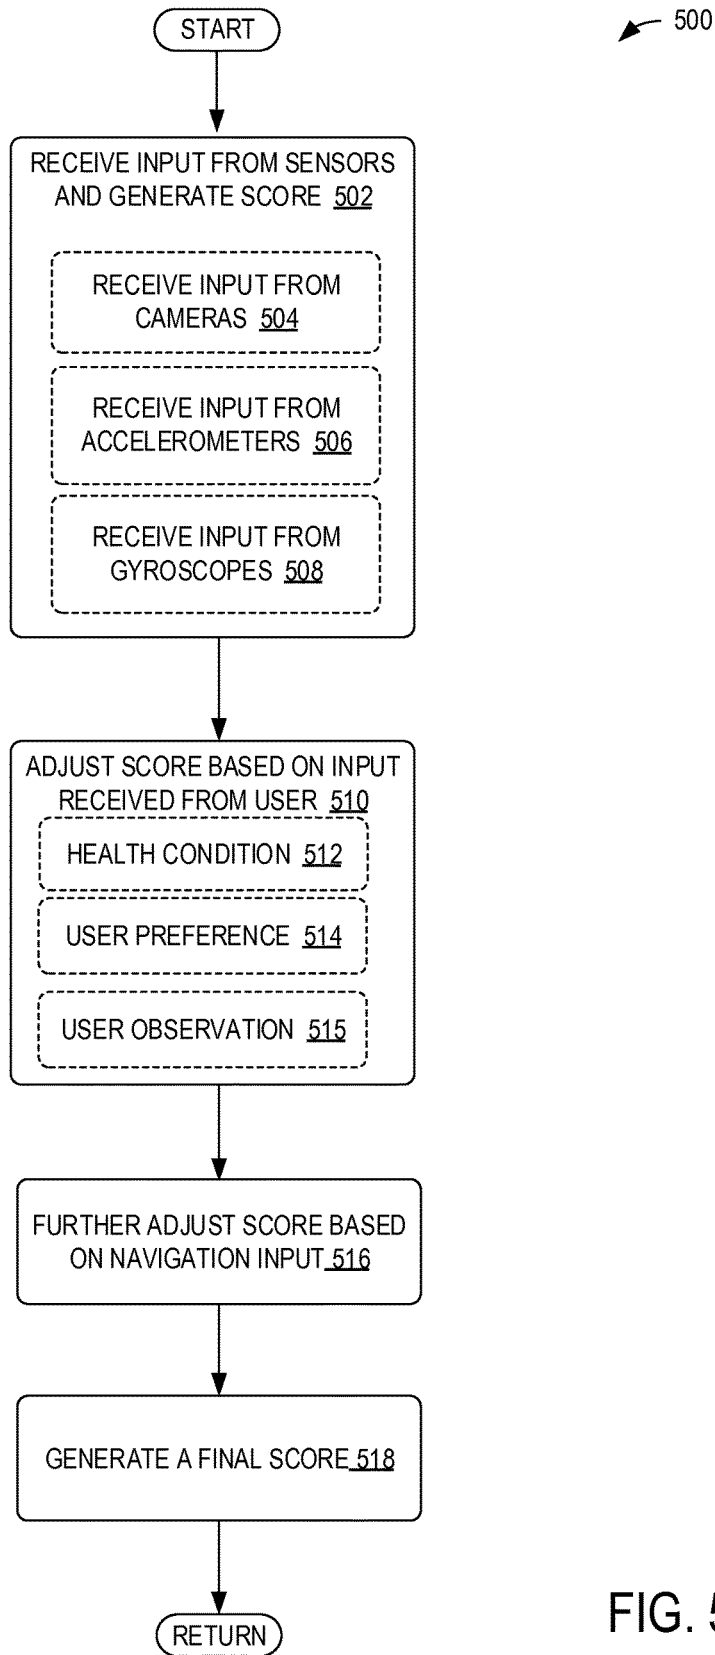 START
500
RECEIVE INPUT FROM SENSORS
AND GENERATE SCORE 502
RECEIVE INPUT FROM
CAMERAS 504
RECEIVE INPUT FROM
ACCELEROMETERS 506
RECEIVE INPUT FROM
GYROSCOPES 508
ADJUST SCORE BASED ON INPUT
RECEIVED FROM USER 510
HEALTH CONDITION 512
USER PREFERENCE 514
USER OBSERVATION 515
FURTHER ADJUST SCORE BASED
ON NAVIGATION INPUT 516
GENERATE A FINAL SCORE 518
RETURN
FIG. 5